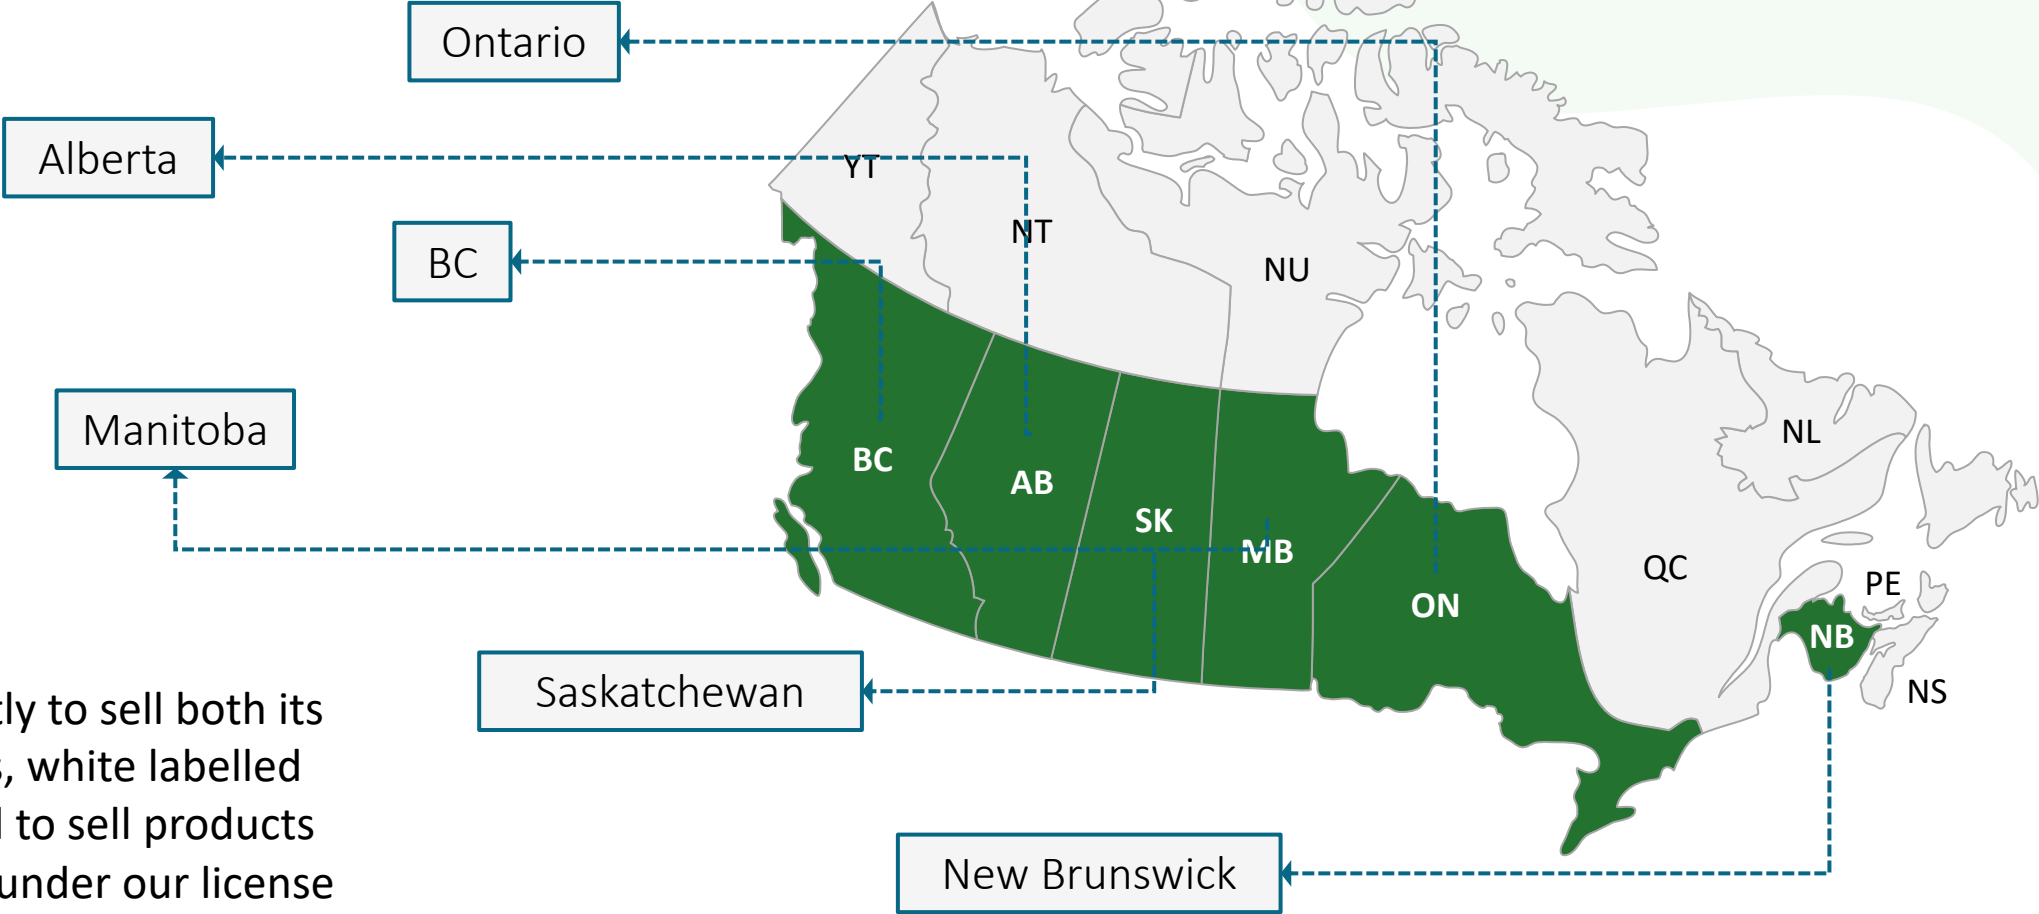 Ontario
Alberta
YT
NT
BC
NU
Manitoba
NL
BC
AB
SK
MB
QC
PE
ON
NB
Saskatchewan
NS
tly to sell both its
, white labelled
to sell products
under our license
New Brunswick